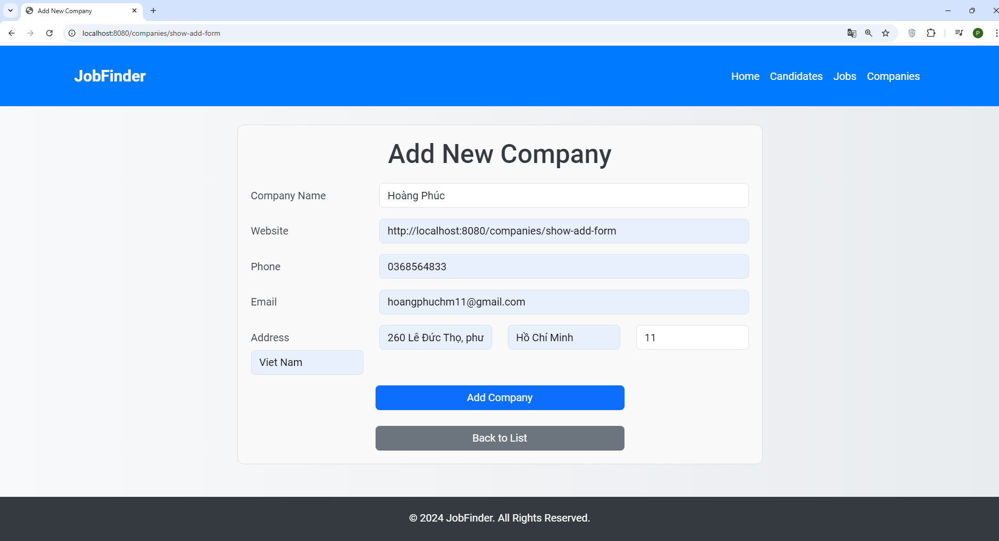 Add New Company
localhost:8080/companies/show-add-form
P
JobFinder
Home Candidates Jobs Companies
Add New Company
Company Name Hoàng Phúc
Website http://localhost:8080/companies/show-add-form
Phone 0368564833
Email hoangphuchm11@gmail.com
Address 260 Lê Đức Thọ, phư Hồ Chí Minh 11
Viet Nam
Add Company
Back to List
© 2024 JobFinder. All Rights Reserved.